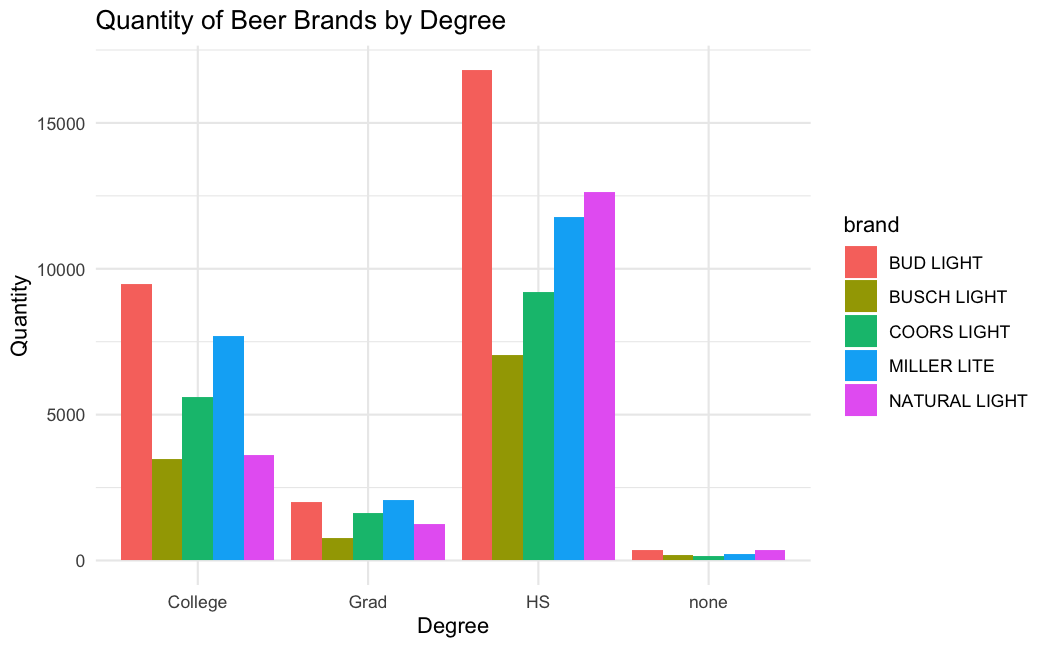 Quantity of Beer Brands by Degree
Quantity
15000
10000
5000
0
College Grad HS none
Degree
brand
BUD LIGHT
BUSCH LIGHT
COORS LIGHT
MILLER LITE
NATURAL LIGHT